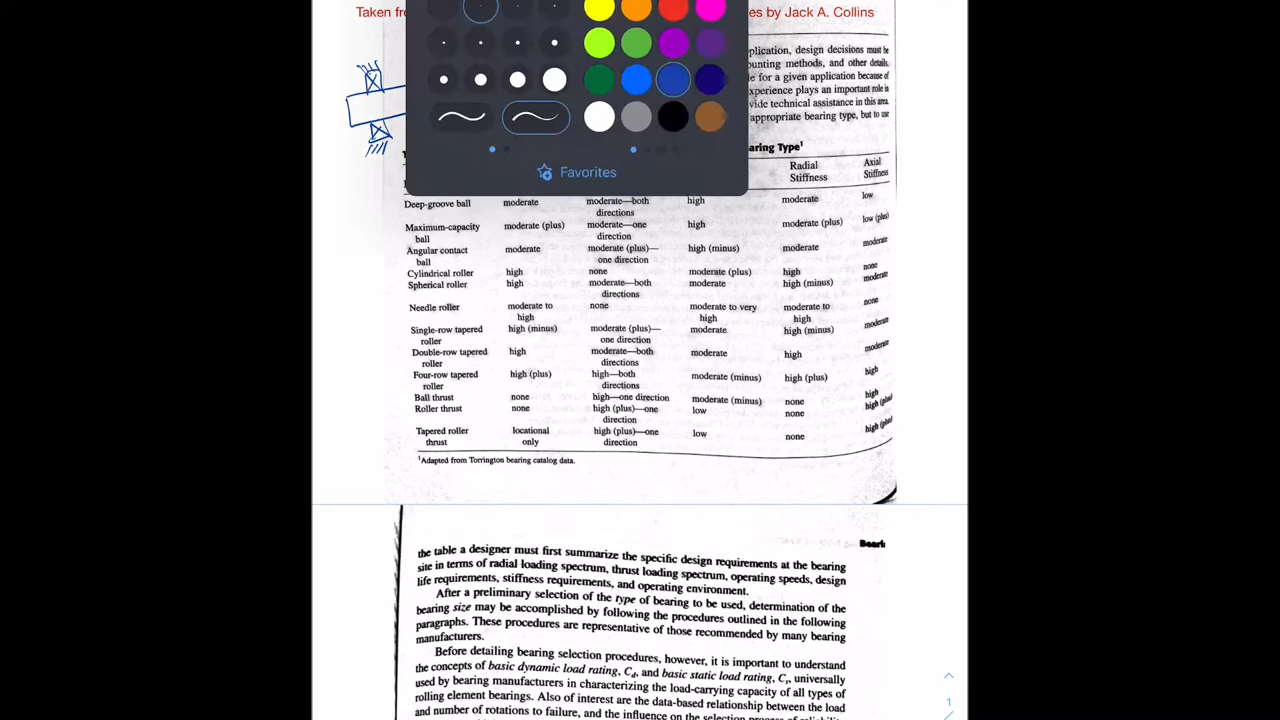 Taken fro
es by Jack A. Collins
plication, design decisions must be
ounting methods, and other details.
le for a given application because of
experience plays an important role in
vide technical assistance in this area.
appropriate bearing type, but to use
aring Type¹
Radial Stiffness Axial Stiffness
Deep-groove ball moderate moderate—both directions high moderate low
Maximum-capacity ball moderate (plus) moderate—one direction high moderate (plus) low (plus)
Angular contact ball moderate moderate (plus)—one direction high (minus) moderate moderate
Cylindrical roller high none moderate (plus) high none
Spherical roller high moderate—both directions moderate high (minus) moderate
Needle roller moderate to high none moderate to very high moderate to high none
Single-row tapered roller high (minus) moderate (plus)—one direction moderate high (minus) moderate
Double-row tapered roller high moderate—both directions moderate high moderate
Four-row tapered roller high (plus) high—both directions moderate (minus) high (plus) high
Ball thrust none high—one direction moderate (minus) none high
Roller thrust none high (plus)—one direction low none high (plus)
Tapered roller thrust locational only high (plus)—one direction low none high (plus)
¹Adapted from Torrington bearing catalog data.
Favorites
the table a designer must first summarize the specific design requirements at the bearing
site in terms of radial loading spectrum, thrust loading spectrum, operating speeds, design
life requirements, stiffness requirements, and operating environment.
After a preliminary selection of the type of bearing to be used, determination of the
bearing size may be accomplished by following the procedures outlined in the following
paragraphs. These procedures are representative of those recommended by many bearing
manufacturers.
Before detailing bearing selection procedures, however, it is important to understand
the concepts of basic dynamic load rating, C_d, and basic static load rating, C_s, universally
used by bearing manufacturers in characterizing the load-carrying capacity of all types of
rolling element bearings. Also of interest are the data-based relationship between the load
and number of rotations to failure, and the influence on the selection process of
1